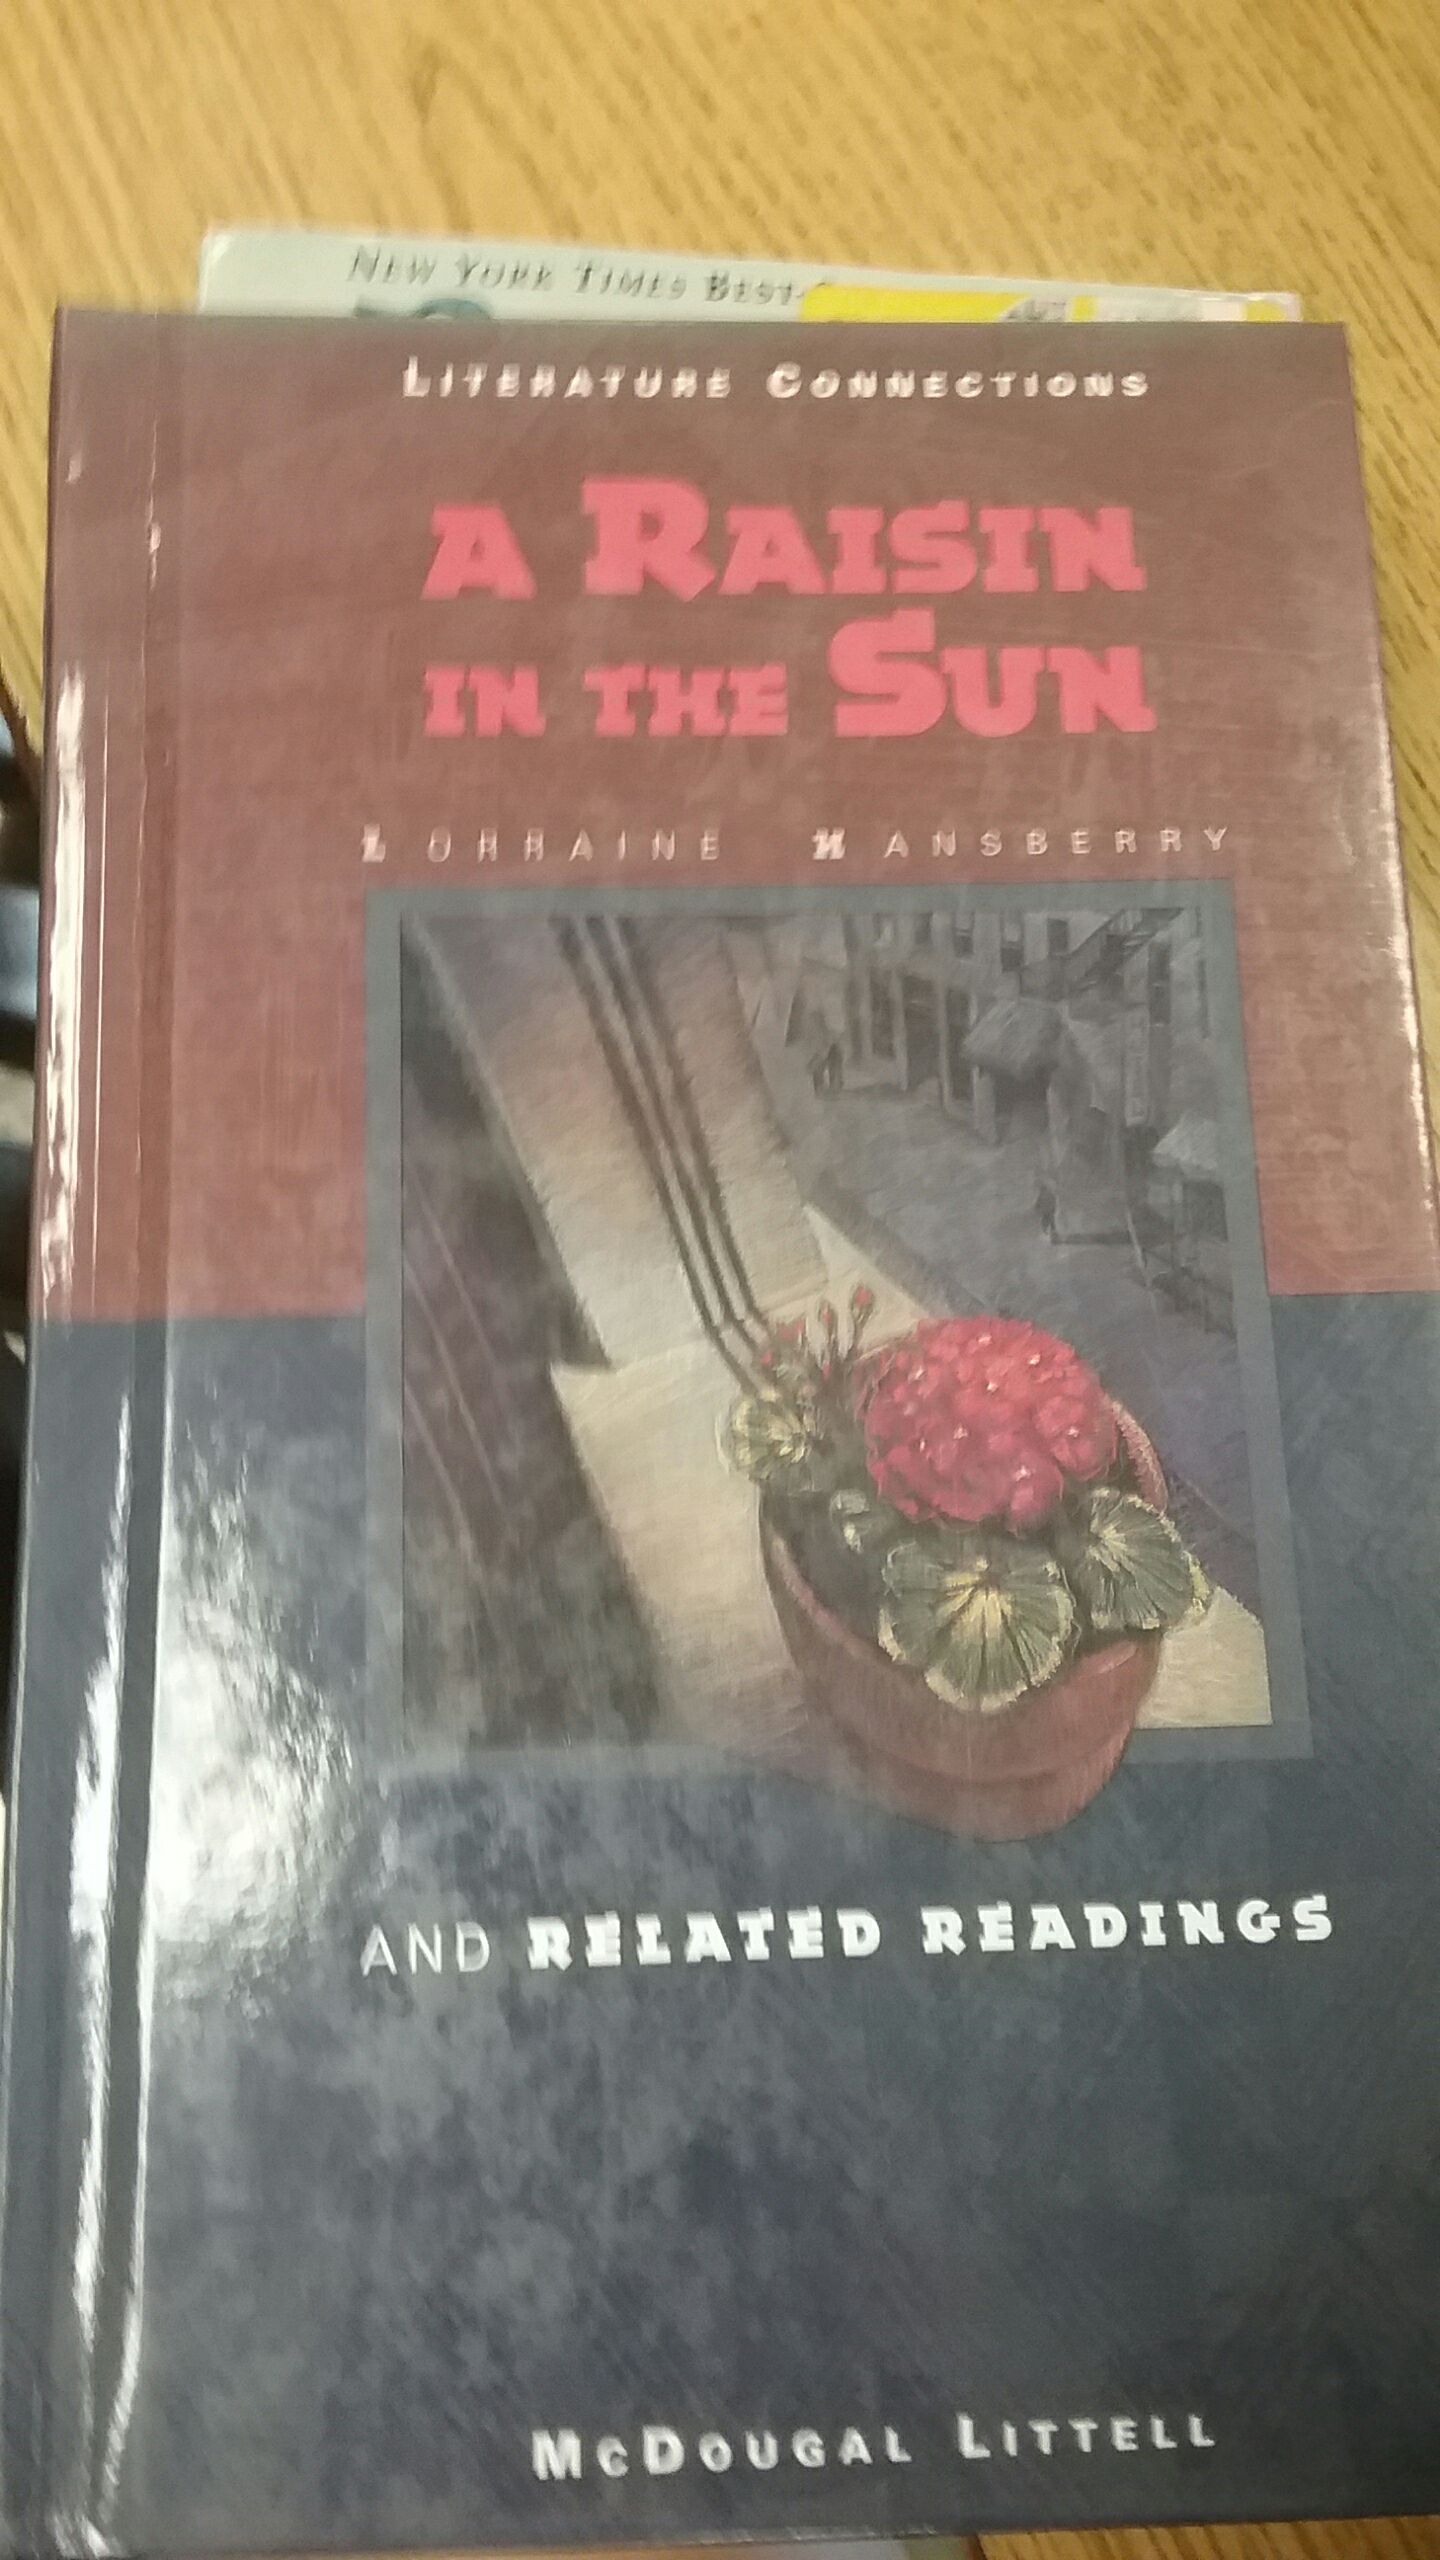 NEW YORK TIMES BEST-
LITERATURE CONNECTIONS
A RAISIN
IN THE SUN
LORRAINE HANSBERRY
AND RELATED READINGS
MCDOUGAL LITTELL